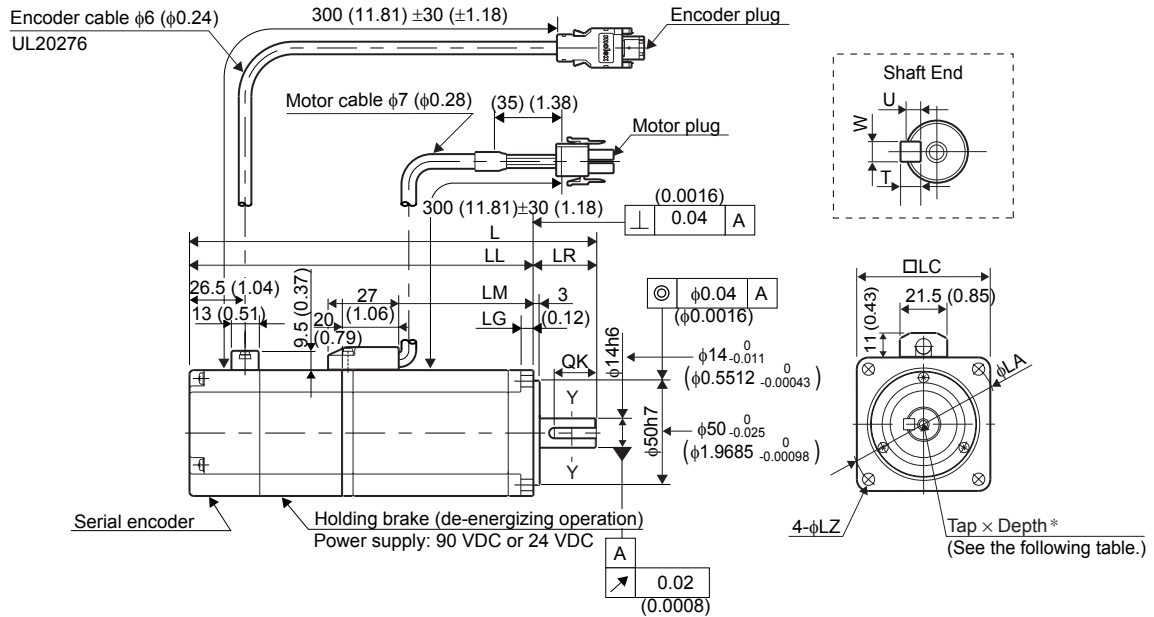 Encoder cable ϕ6 (ϕ0.24)
UL20276
300 (11.81) ±30 (±1.18)
Encoder plug
Motor cable ϕ7 (ϕ0.28)
(35) (1.38)
Motor plug
300 (11.81)±30 (1.18)
(0.0016)
⊥ 0.04 A
Shaft End
U
W
T
L
LL
LR
26.5 (1.04)
13 (0.51)
9.5 (0.37)
27
(1.06)
20
(0.79)
LM
LG
3
(0.12)
◎ ϕ0.04 A
(ϕ0.0016)
QK
ϕ14h6
ϕ14 0 -0.011
(ϕ0.5512 0 -0.00043)
Y
Y
ϕ50h7
ϕ50 0 -0.025
(ϕ1.9685 0 -0.00098)
□LC
21.5 (0.85)
11 (0.43)
ϕLA
Serial encoder
Holding brake (de-energizing operation)
Power supply: 90 VDC or 24 VDC
A
↗ 0.02
(0.0008)
4-ϕLZ
Tap × Depth*
(See the following table.)